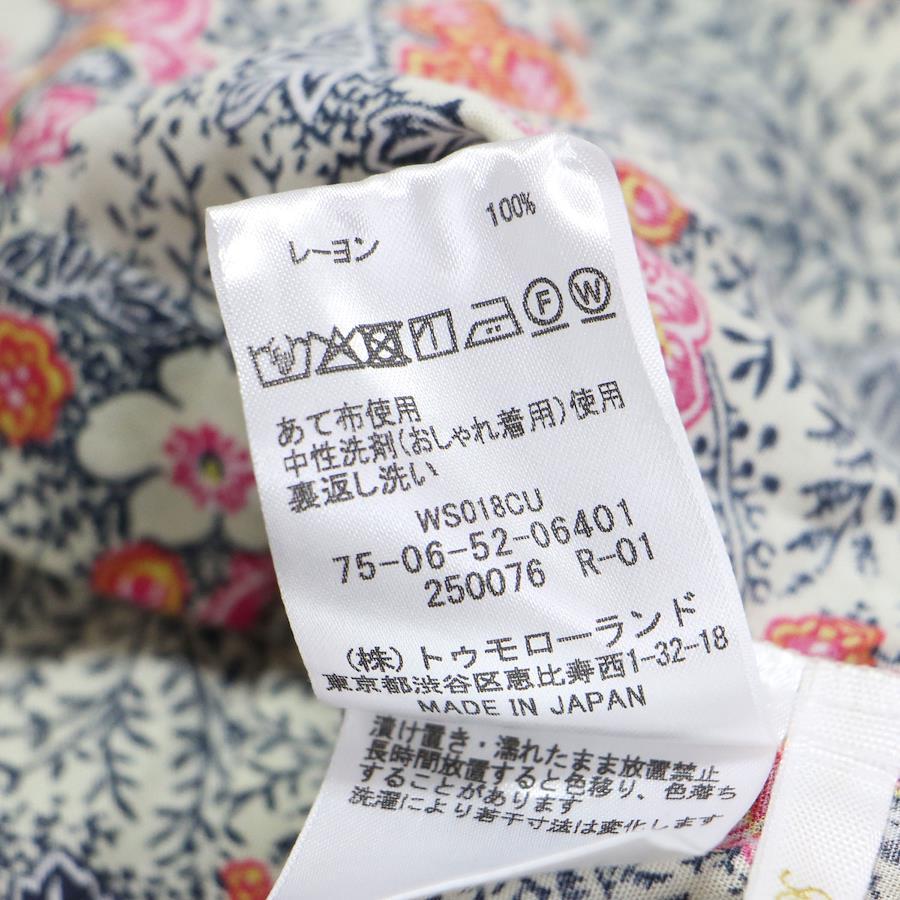 レーヨン 100%
F W
あて布使用
中性洗剤(おしゃれ着用)使用
裏返し洗い
WS018CU
75-06-52-06401
250076 R-01
(株)トゥモローランド
東京都渋谷区恵比寿西1-32-18
MADE IN JAPAN
漬け置き・濡れたまま放置禁止
長時間放置すると色移り、色落ち
することがあります
洗濯により若干寸法は変化します